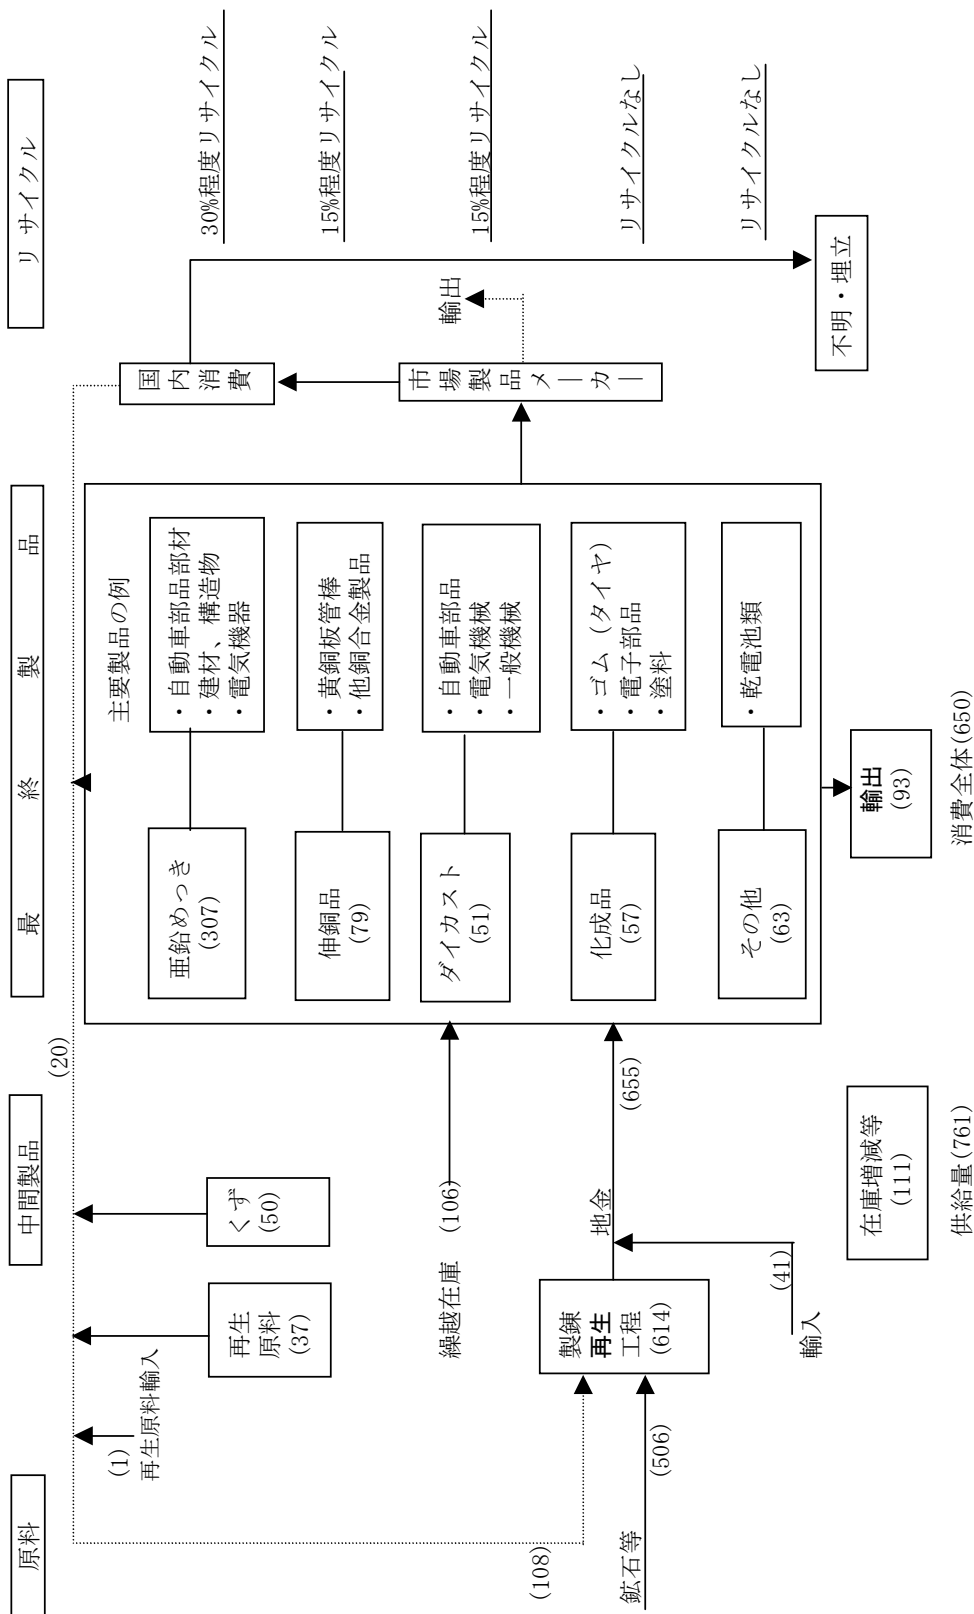 原料
中間製品
最 終 製 品
リサイクル
(1)
再生原料輸入
再生
原料
(37)
くず
(50)
(20)
(108)
鉱石等
(506)
製錬
再生
工程
(614)
輸入
(41)
地金
(655)
繰越在庫 (106)
在庫増減等
(111)
供給量(761)
主要製品の例
亜鉛めっき
(307)
・自動車部品部材
・建材、構造物
・電気機器
伸銅品
(79)
・黄銅板管棒
・他銅合金製品
ダイカスト
(51)
・自動車部品
・電気機械
・一般機械
化成品
(57)
・ゴム(タイヤ)
・電子部品
・塗料
その他
(63)
・乾電池類
輸出
(93)
消費全体(650)
国内消費
市場製品メーカー
輸出
不明・埋立
30%程度リサイクル
15%程度リサイクル
15%程度リサイクル
リサイクルなし
リサイクルなし